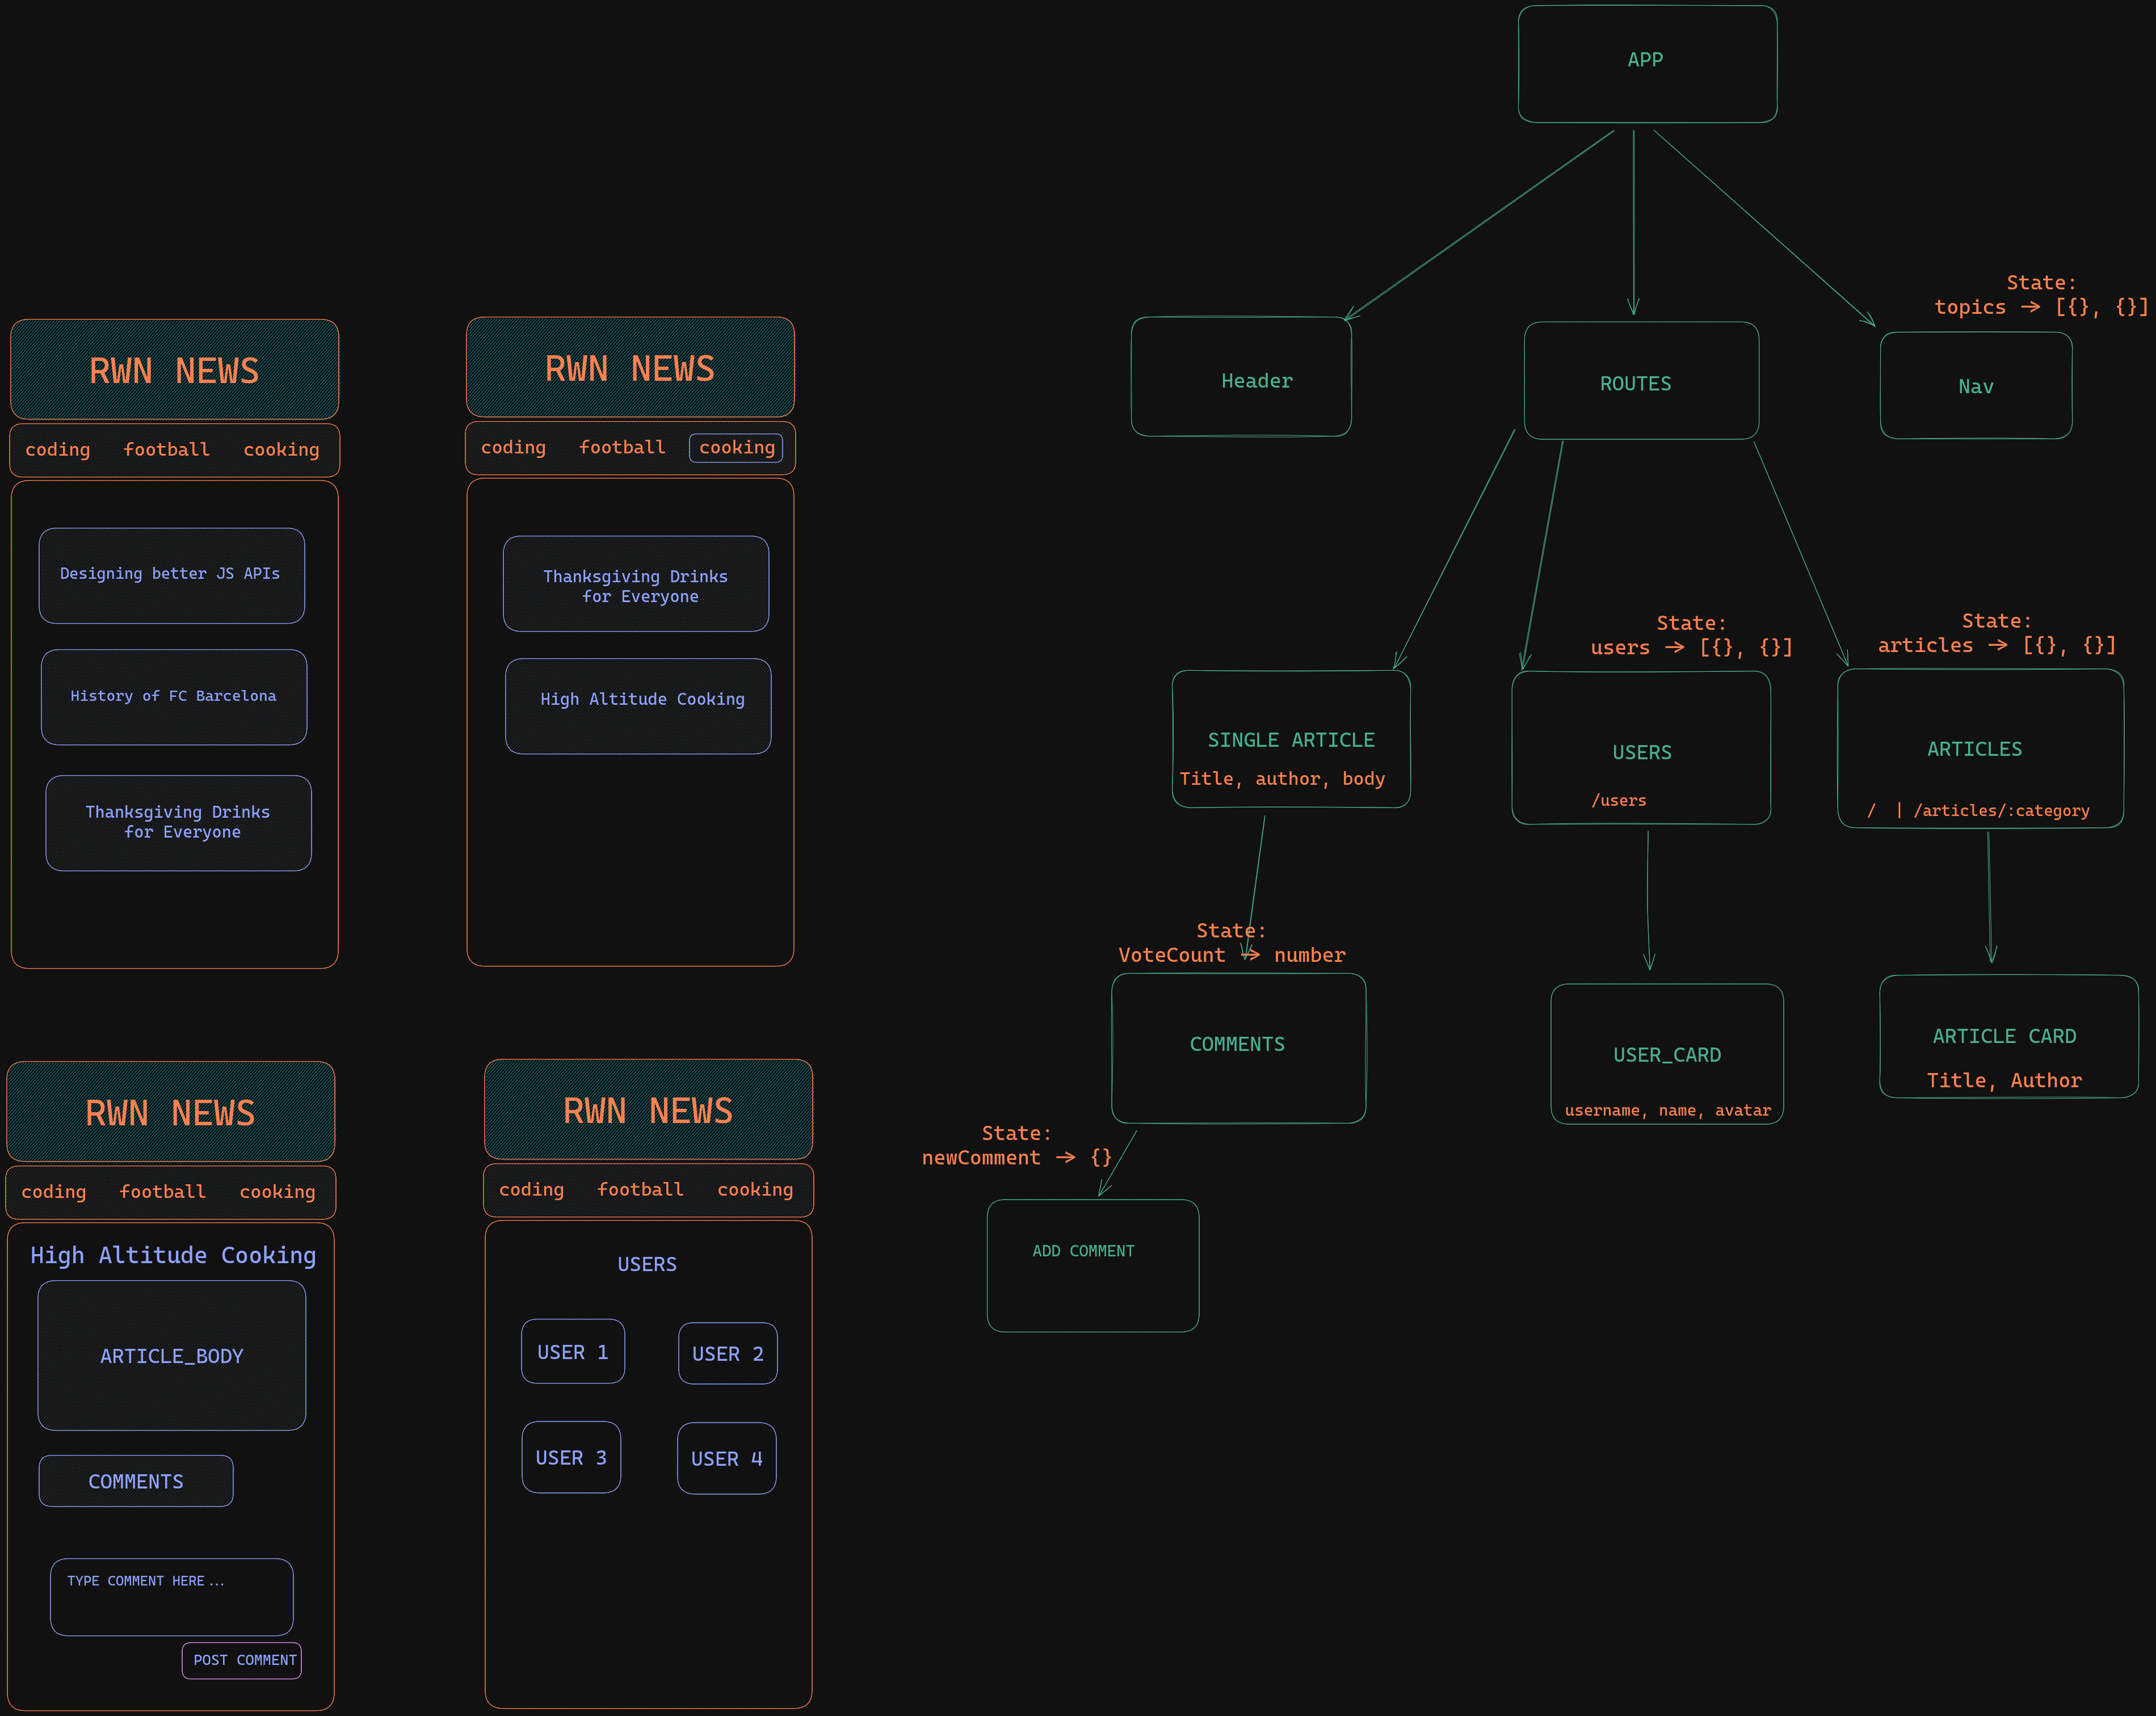 RWN NEWS
coding football cooking
Designing better JS APIs
History of FC Barcelona
Thanksgiving Drinks
for Everyone
RWN NEWS
coding football cooking
Thanksgiving Drinks
for Everyone
High Altitude Cooking
RWN NEWS
coding football cooking
High Altitude Cooking
ARTICLE_BODY
COMMENTS
TYPE COMMENT HERE...
POST COMMENT
RWN NEWS
coding football cooking
USERS
USER 1
USER 2
USER 3
USER 4
APP
Header
ROUTES
State:
topics -> [{}, {}]
Nav
SINGLE ARTICLE
Title, author, body
State:
users -> [{}, {}]
USERS
/users
State:
articles -> [{}, {}]
ARTICLES
/ | /articles/:category
State:
VoteCount -> number
COMMENTS
USER_CARD
username, name, avatar
ARTICLE CARD
Title, Author
State:
newComment -> {}
ADD COMMENT